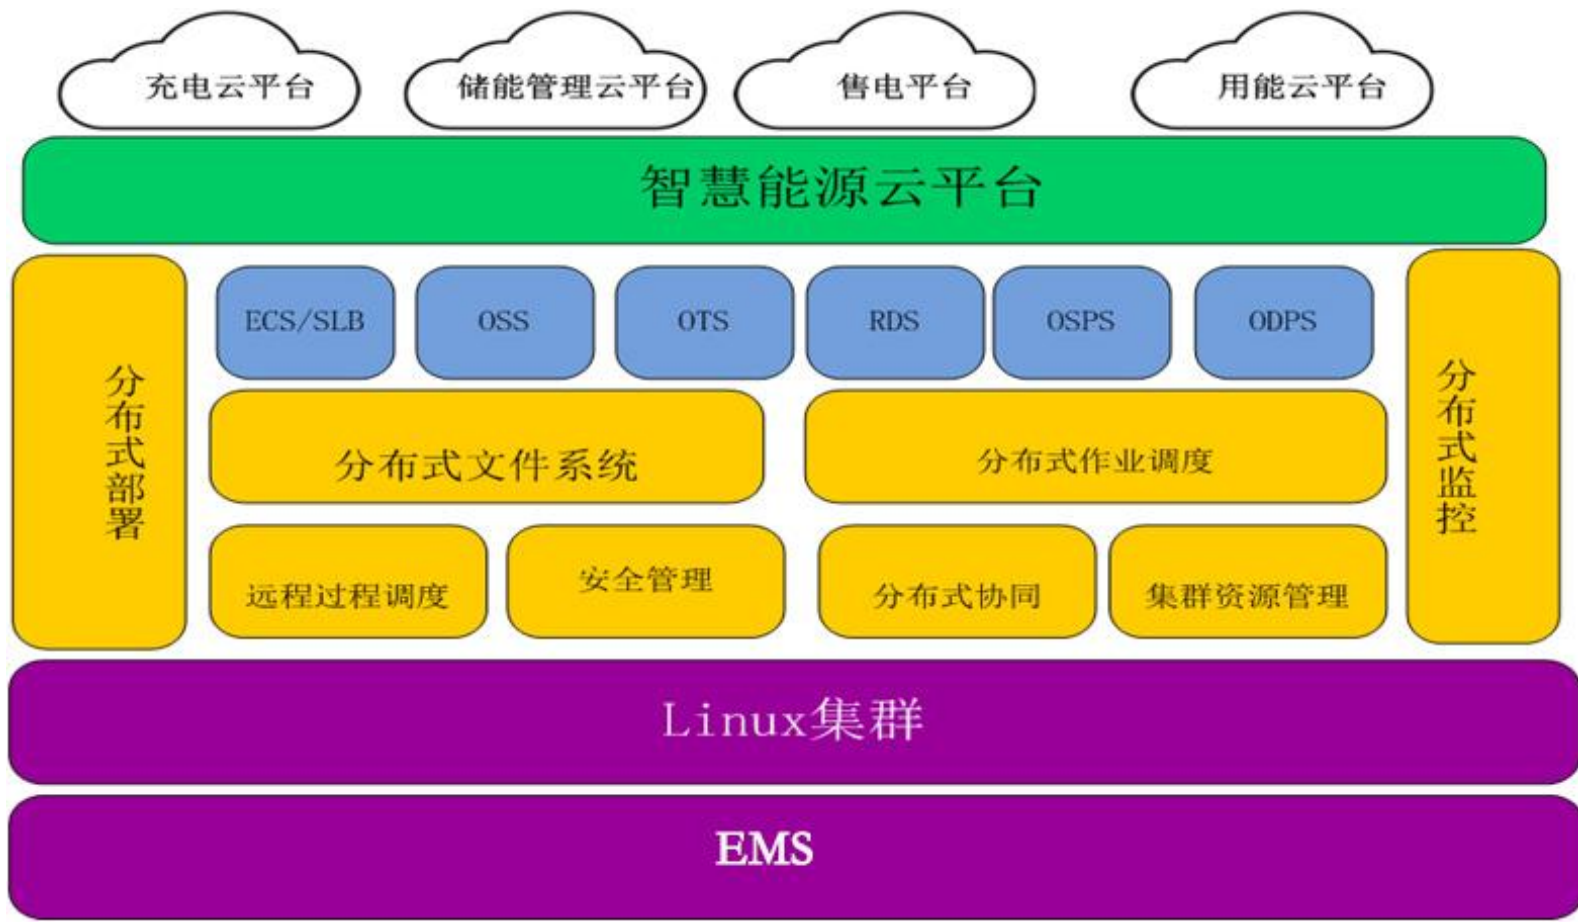 充电云平台
储能管理云平台
售电平台
用能云平台
智慧能源云平台
分布式部署
ECS/SLB
OSS
OTS
RDS
OSPS
ODPS
分布式监控
分布式文件系统
分布式作业调度
远程过程调度
安全管理
分布式协同
集群资源管理
Linux集群
EMS